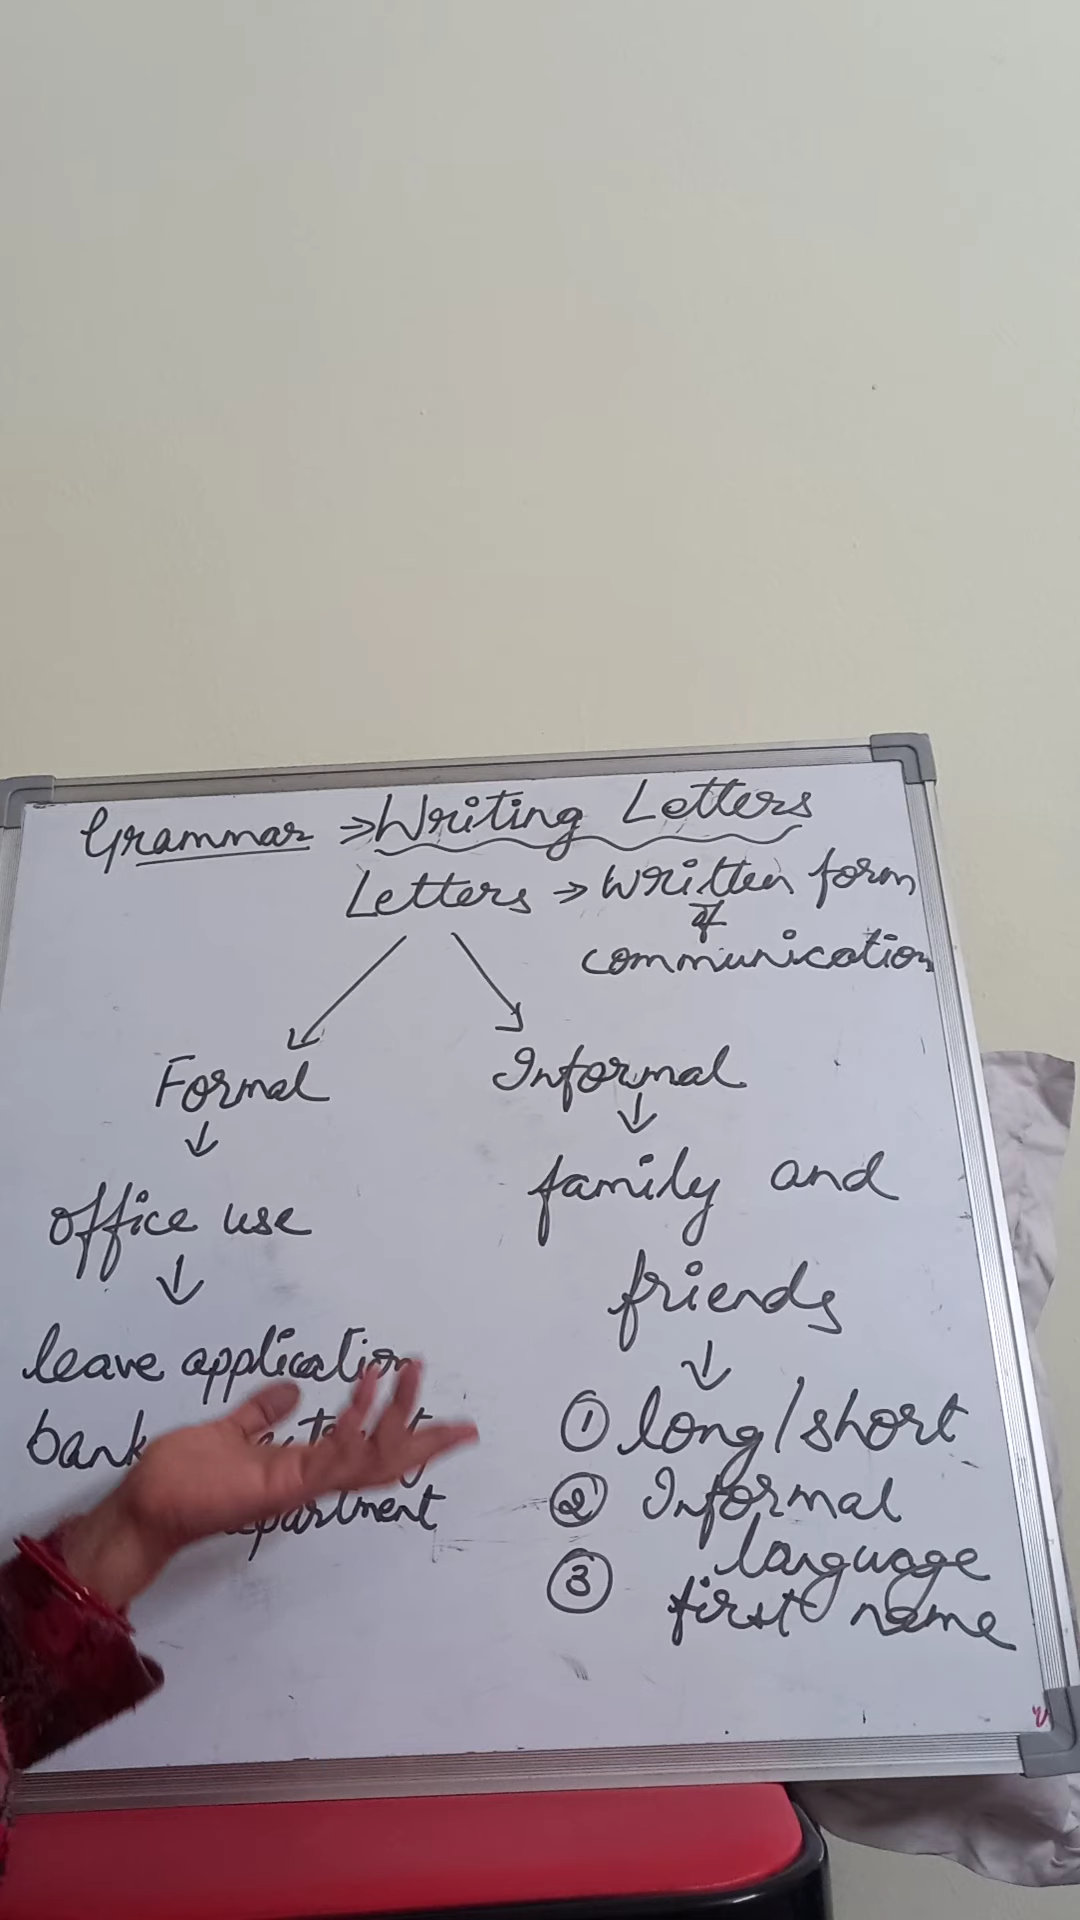 Grammar ⇒ Writing Letters
Letters → Written form
of
communication
Formal
Informal
↓
↓
office use
family and
friends
↓
↓
leave application
bank
department
① long/short
② Informal
language
③ first name